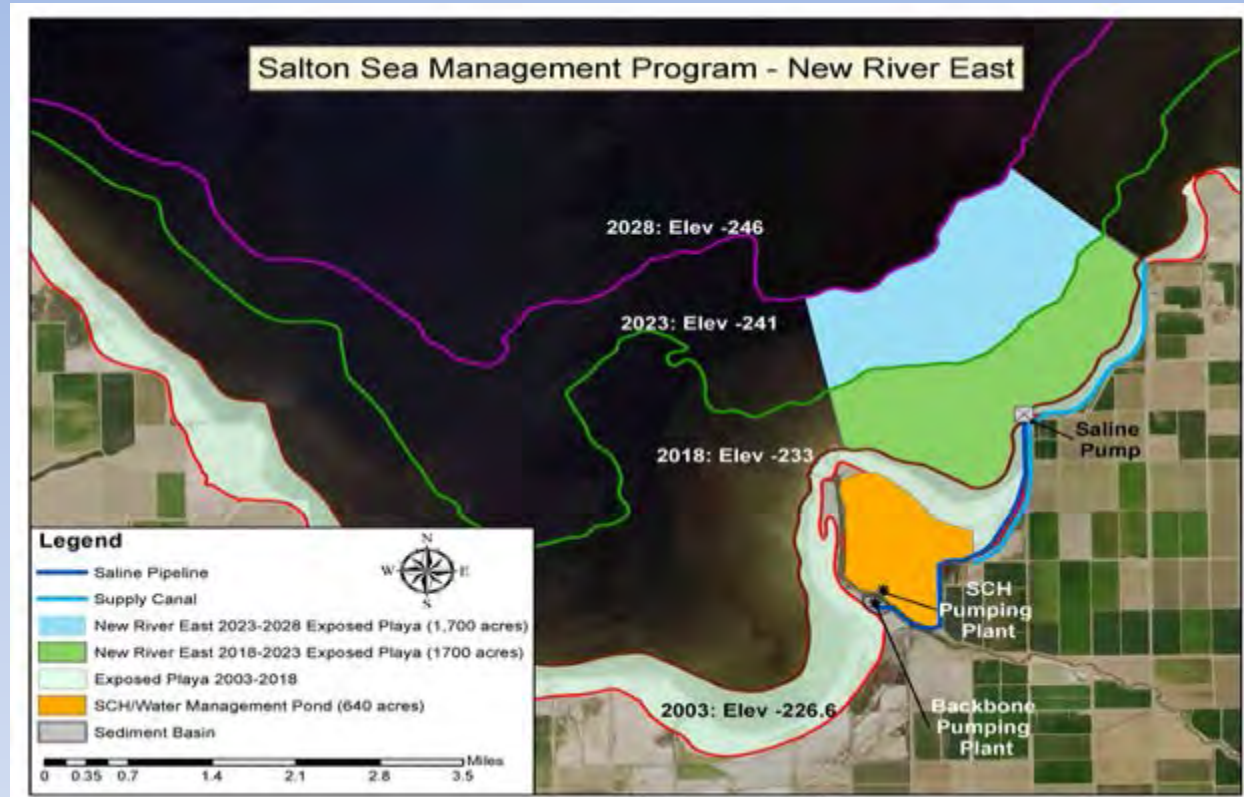 Salton Sea Management Program - New River East
2028: Elev -246
2023: Elev -241
2018: Elev -233
Saline
Pump
SCH
Pumping
Plant
Backbone
Pumping
Plant
2003: Elev -226.6
Legend
N
W
E
S
Saline Pipeline
Supply Canal
New River East 2023-2028 Exposed Playa (1,700 acres)
New River East 2018-2023 Exposed Playa (1700 acres)
Exposed Playa 2003-2018
SCH/Water Management Pond (640 acres)
Sediment Basin
Miles
0 0.35 0.7 1.4 2.1 2.8 3.5